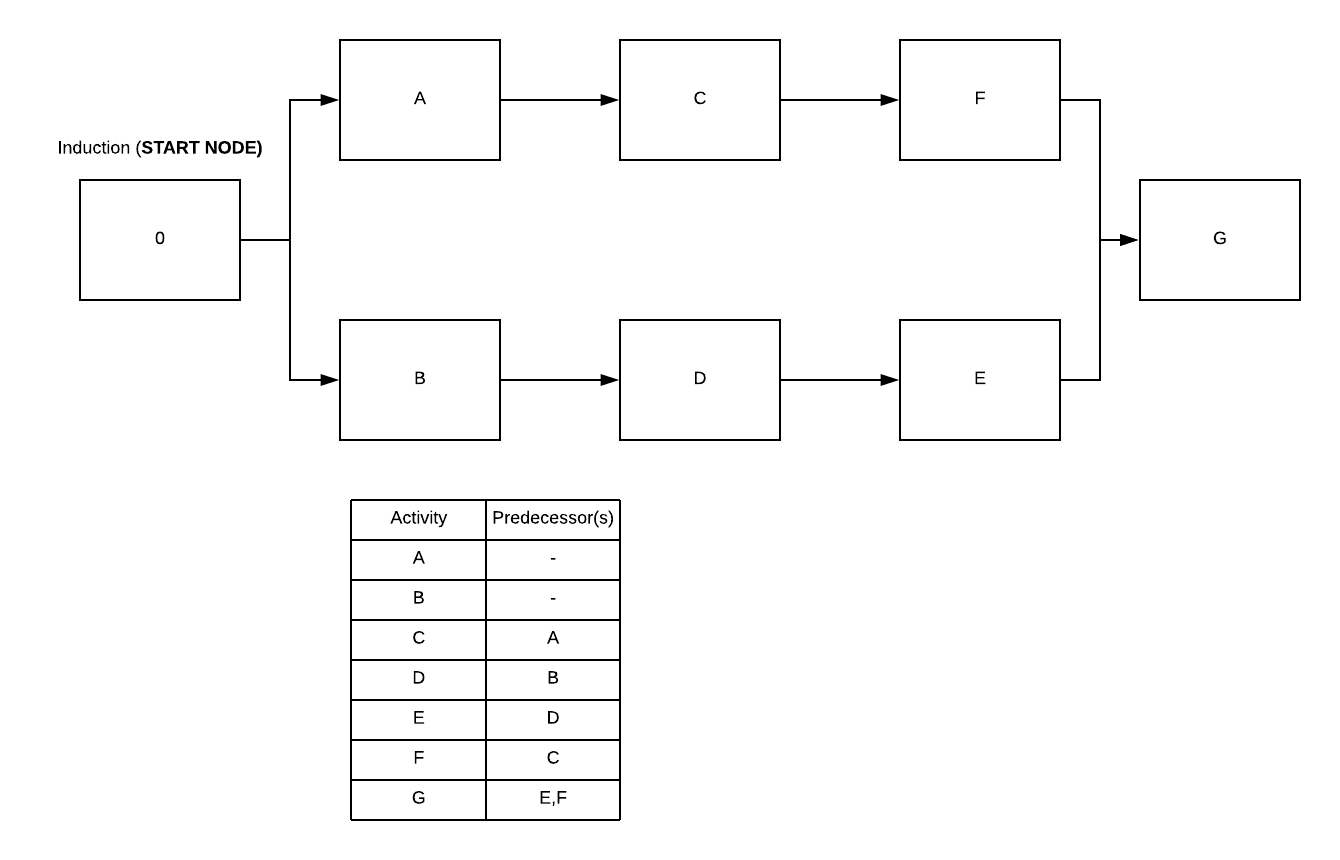 A
C
F
Induction (START NODE)
0
G
B
D
E
Activity Predecessor(s)
A -
B -
C A
D B
E D
F C
G E,F